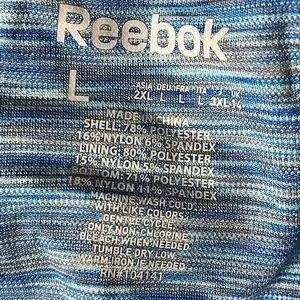 Reebok
L
ASIA DEU FRA ITA UK
2XL L L 3XL 14
MADE CHINA
SHELL: 78% POLYESTER
16% NYLON 6% SPANDEX
LINING: 80% POLYESTER
15% NYLON 5% SPANDEX
BOTTOM: 71% POLYESTER
18% NYLON 11% SPANDEX
MACHINE WASH COLD
WITH LIKE COLORS
GENTLE CYCLE
ONLY NON-CHLORINE
BLEACH WHEN NEEDED
TUMBLE DRY LOW
WARM IRON IF NEEDED
RN#104141